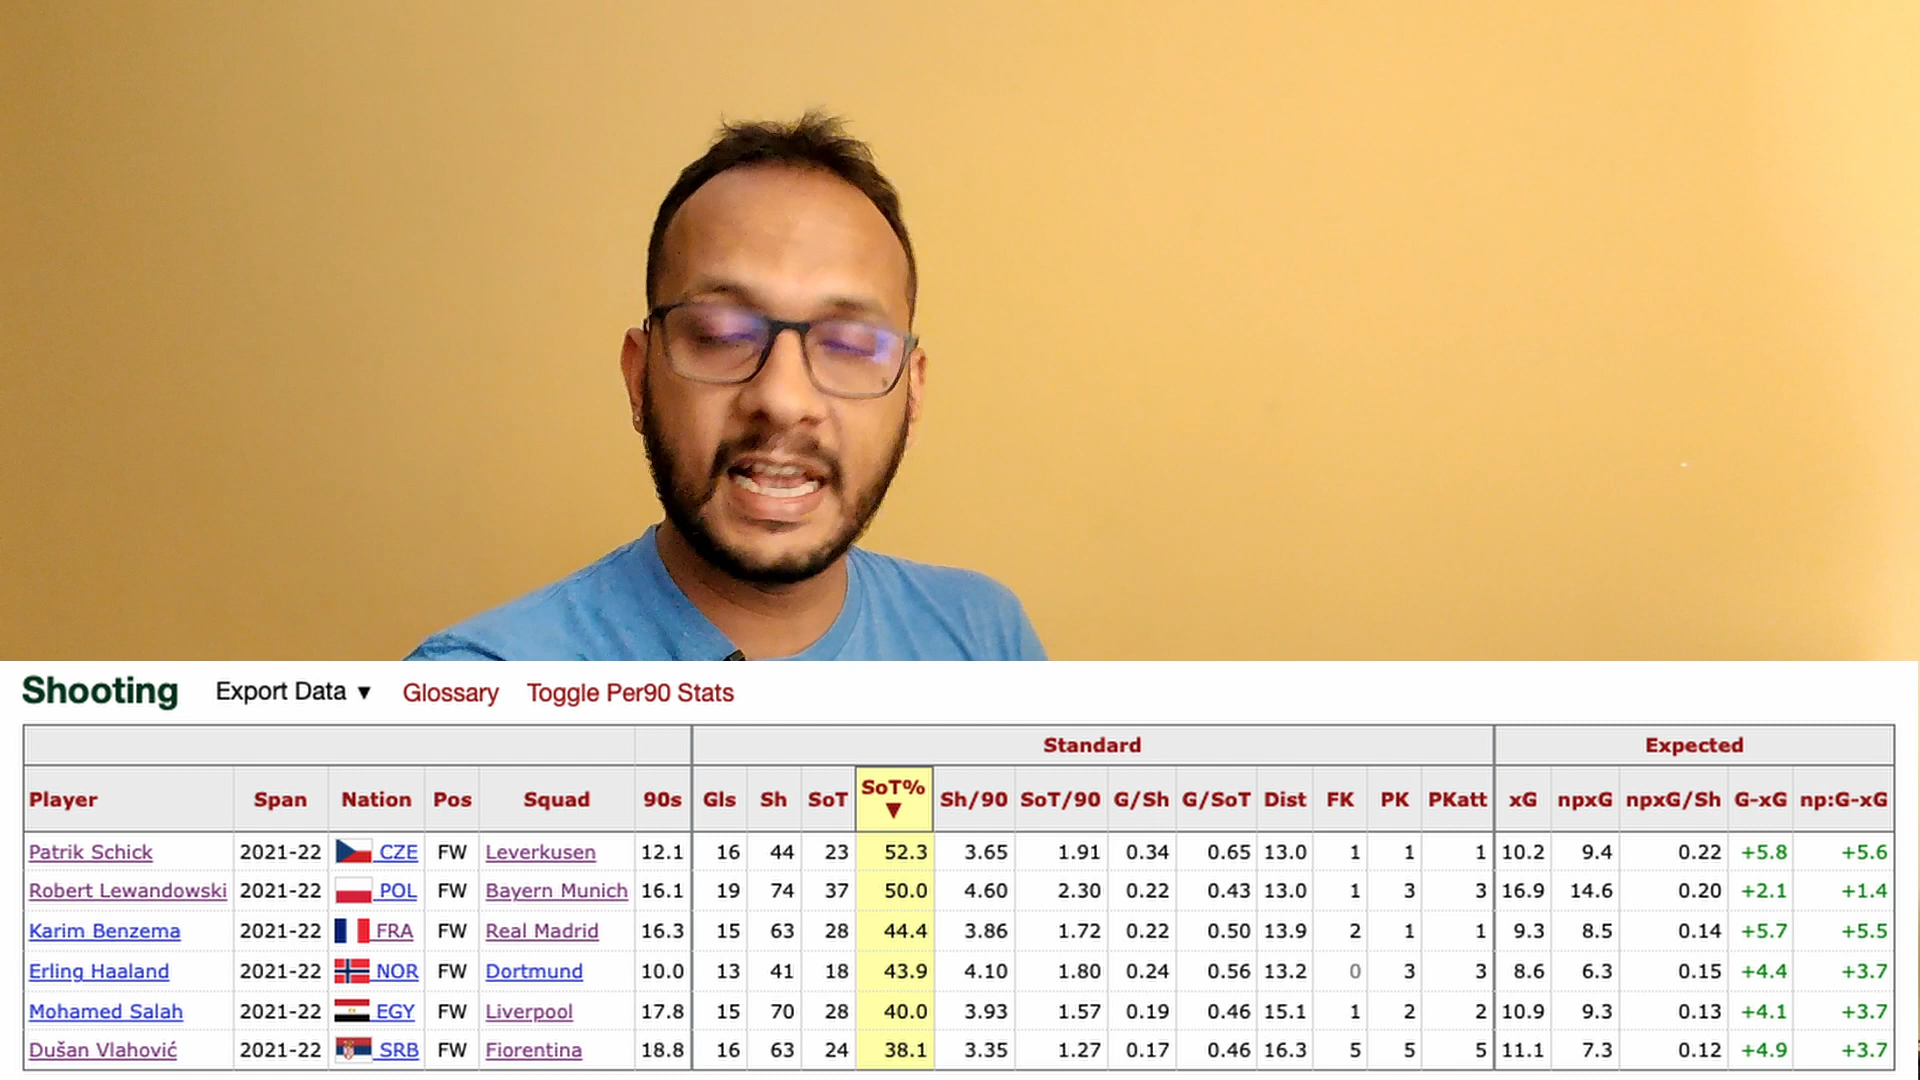 Shooting Export Data ▼ Glossary Toggle Per90 Stats
Standard Expected
Player Span Nation Pos Squad 90s Gls Sh SoT SoT% ▼ Sh/90 SoT/90 G/Sh G/SoT Dist FK PK PKatt xG npxG npxG/Sh G-xG np:G-xG
Patrik Schick 2021-22 CZE FW Leverkusen 12.1 16 44 23 52.3 3.65 1.91 0.34 0.65 13.0 1 1 1 10.2 9.4 0.22 +5.8 +5.6
Robert Lewandowski 2021-22 POL FW Bayern Munich 16.1 19 74 37 50.0 4.60 2.30 0.22 0.43 13.0 1 3 3 16.9 14.6 0.20 +2.1 +1.4
Karim Benzema 2021-22 FRA FW Real Madrid 16.3 15 63 28 44.4 3.86 1.72 0.22 0.50 13.9 2 1 1 9.3 8.5 0.14 +5.7 +5.5
Erling Haaland 2021-22 NOR FW Dortmund 10.0 13 41 18 43.9 4.10 1.80 0.24 0.56 13.2 0 3 3 8.6 6.3 0.15 +4.4 +3.7
Mohamed Salah 2021-22 EGY FW Liverpool 17.8 15 70 28 40.0 3.93 1.57 0.19 0.46 15.1 1 2 2 10.9 9.3 0.13 +4.1 +3.7
Dušan Vlahović 2021-22 SRB FW Fiorentina 18.8 16 63 24 38.1 3.35 1.27 0.17 0.46 16.3 5 5 5 11.1 7.3 0.12 +4.9 +3.7